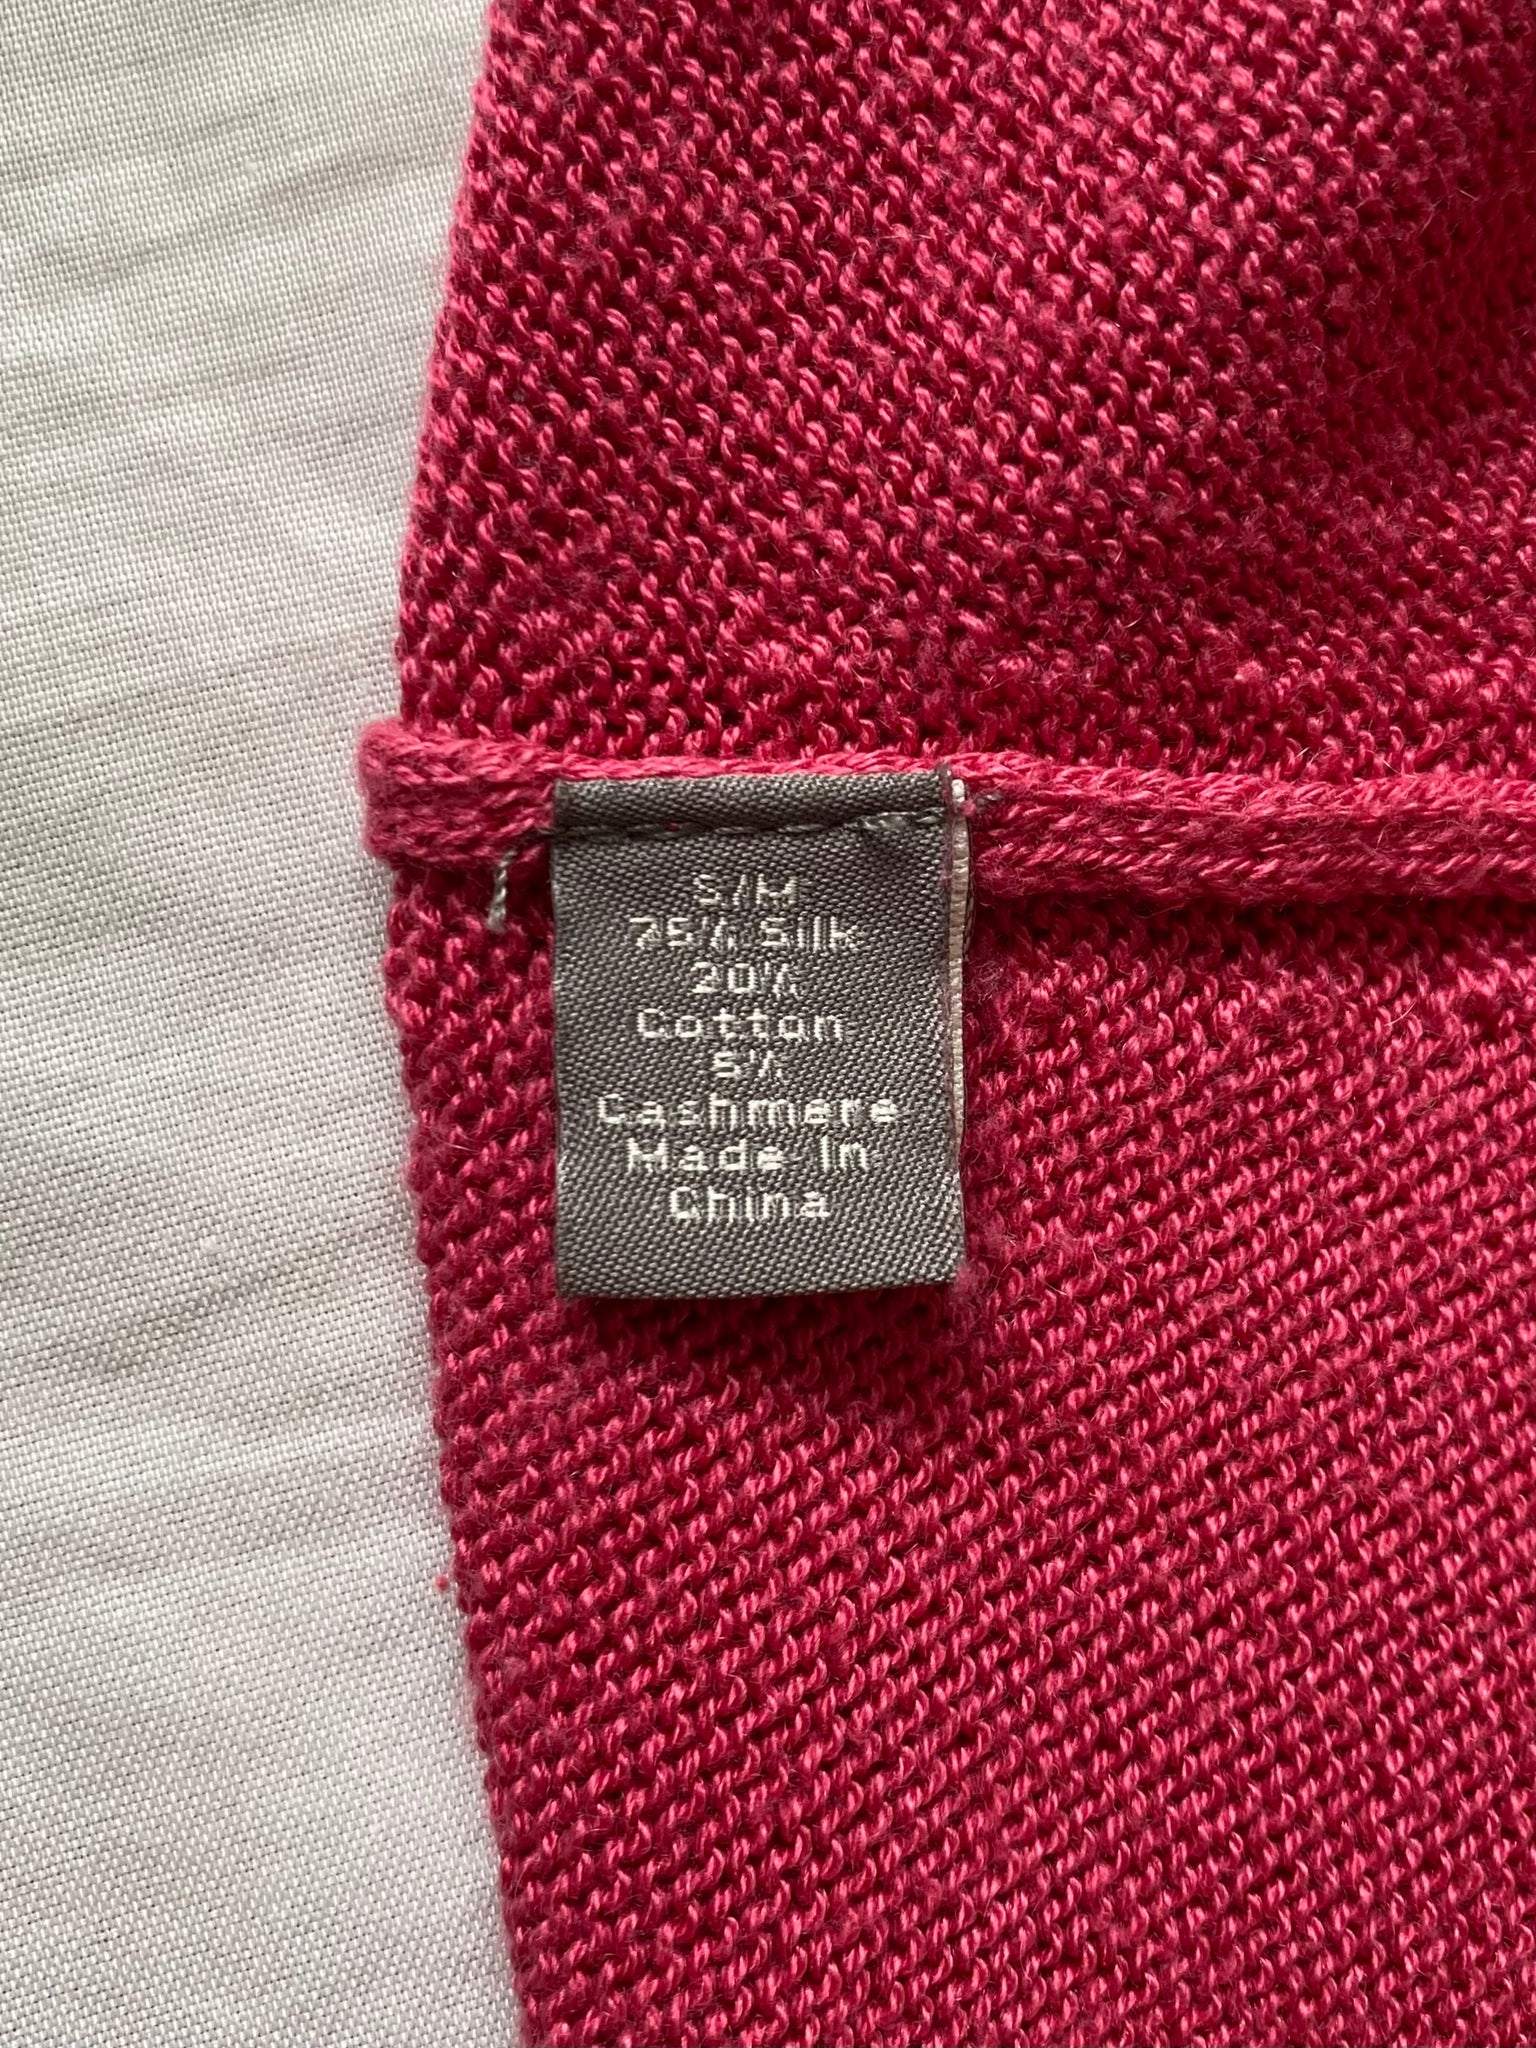 S/M
75% Silk
20%
Cotton
5%
Cashmere
Made In
China